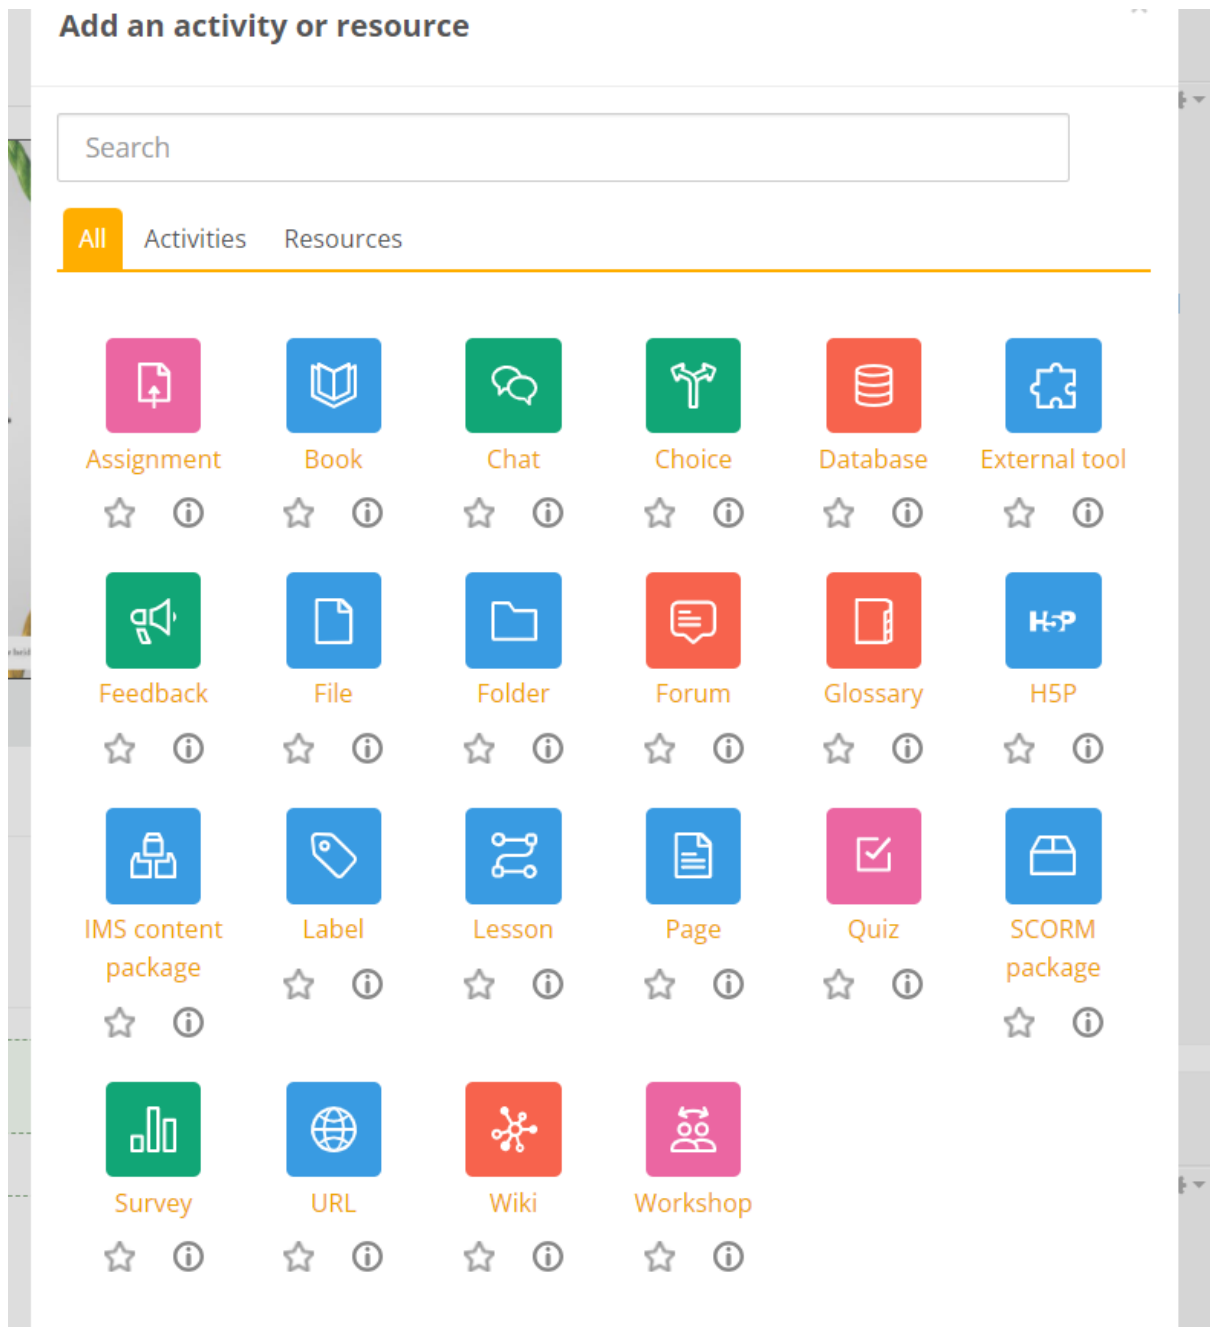 Add an activity or resource
Search
All Activities Resources
Assignment Book Chat Choice Database External tool
Feedback File Folder Forum Glossary H5P
H5P
IMS content package Label Lesson Page Quiz SCORM package
Survey URL Wiki Workshop